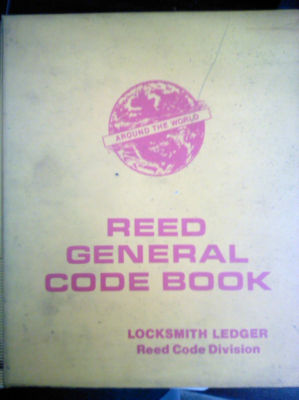 AROUND THE WORLD
REED
GENERAL
CODE BOOK
LOCKSMITH LEDGER
Reed Code Division